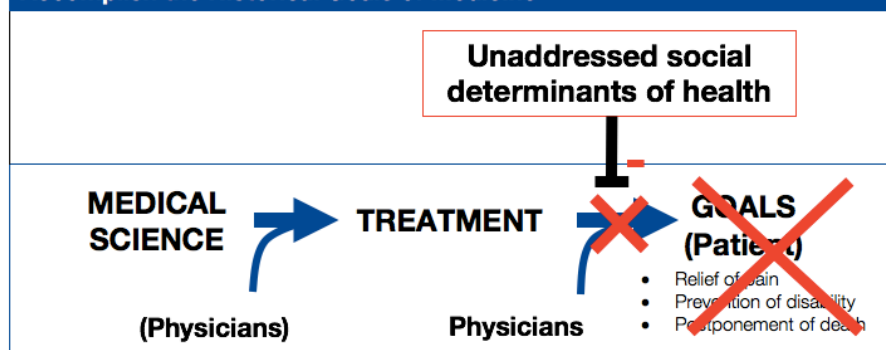 Unaddressed social
determinants of health
MEDICAL
SCIENCE
TREATMENT
GOALS
(Patient)
• Relief of pain
• Prevention of disability
• Postponement of death
(Physicians)
Physicians